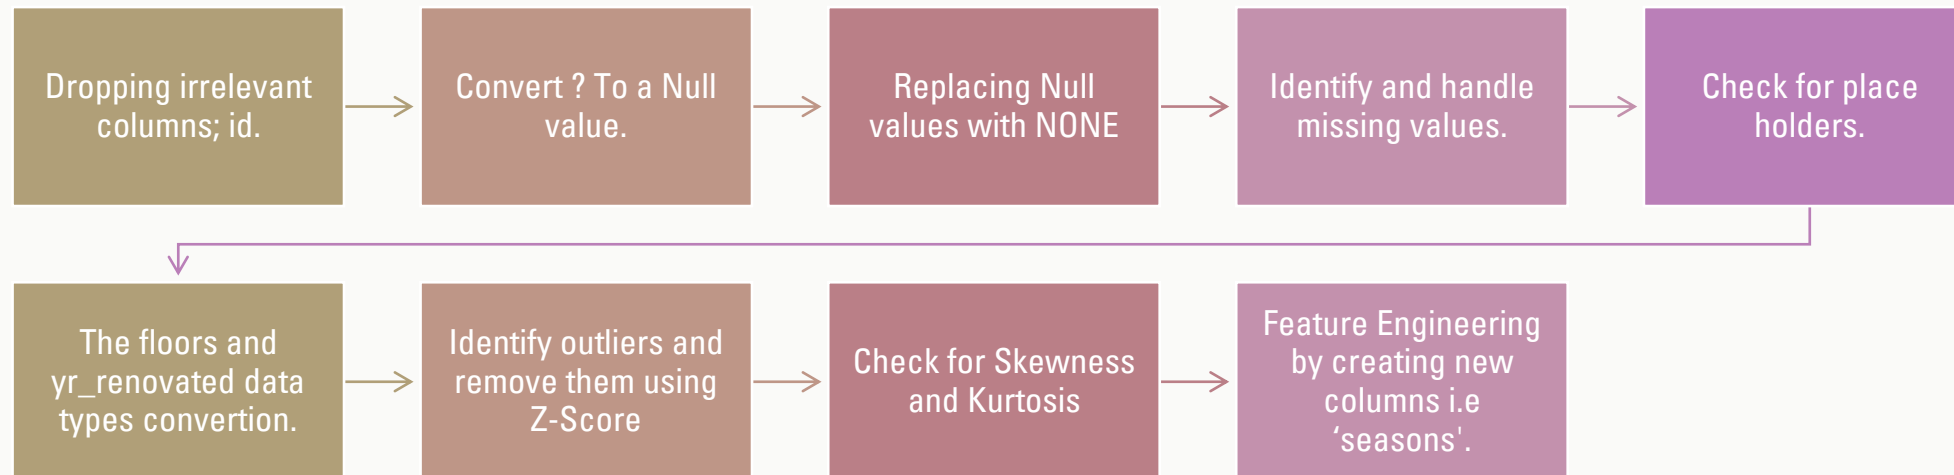 Dropping irrelevant
columns; id.
Convert ? To a Null
value.
Replacing Null
values with NONE
Identify and handle
missing values.
Check for place
holders.
The floors and
yr_renovated data
types convertion.
Identify outliers and
remove them using
Z-Score
Check for Skewness
and Kurtosis
Feature Engineering
by creating new
columns i.e
‘seasons'.